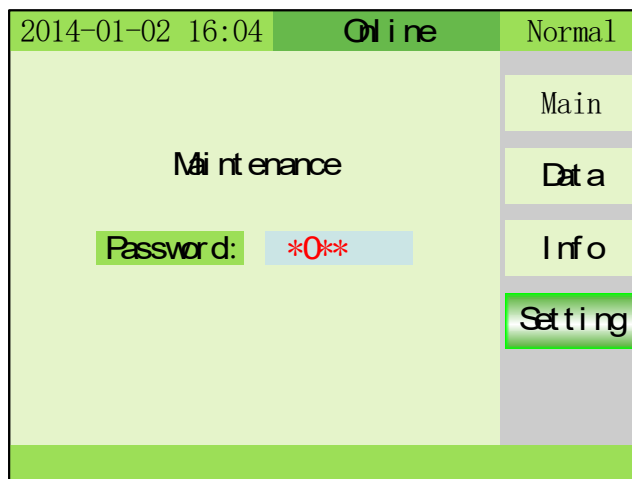 2014-01-02 16:04 Online Normal
Main
Maintenance
Data
Password: *0**
Info
Setting